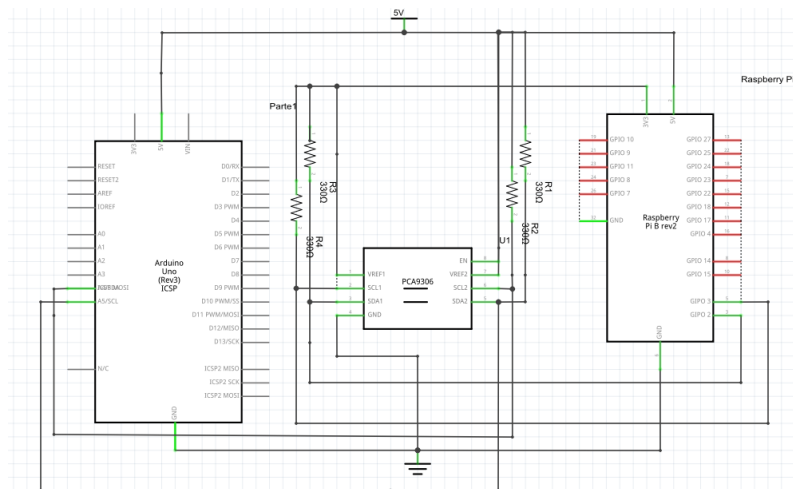 5V
Raspberry Pi
Parte1
3V3
5V
VIN
RESET
RESET2
AREF
IOREF
A0
A1
A2
A3
A5/SCL
N/C
D0/RX
D1/TX
D2
D3 PWM
D4
D5 PWM
D6 PWM
D7
D8
D9 PWM
D10 PWM/SS
D11 PWM/MOSI
D12/MISO
D13/SCK
ICSP2 MISO
ICSP2 SCK
ICSP2 MOSI
GND
Arduino
Uno
(Rev3)
ICSP
R3
330Ω
R4
330Ω
R1
330Ω
R2
330Ω
U1
PCA9306
VREF1
SCL1
SDA1
GND
EN
VREF2
SCL2
SDA2
3V3
5V
GPIO 10
GPIO 9
GPIO 11
GPIO 8
GPIO 7
GND
Raspberry
Pi B rev2
GPIO 27
GPIO 25
GPIO 24
GPIO 23
GPIO 22
GPIO 18
GPIO 17
GPIO 4
GPIO 14
GPIO 15
GIPO 3
GIPO 2
GND